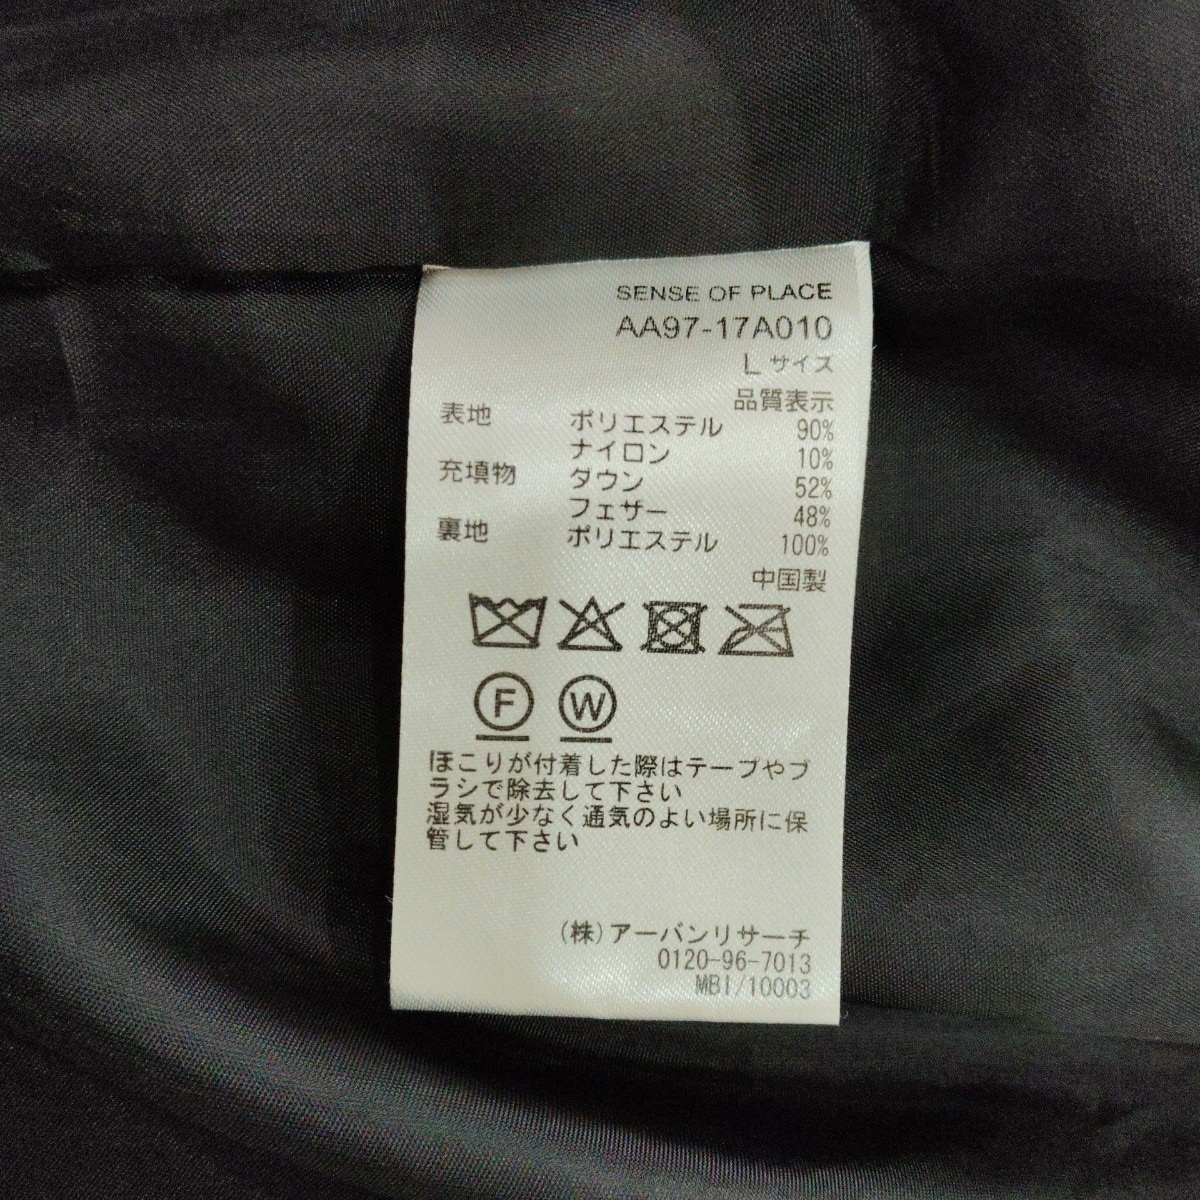 SENSE OF PLACE
AA97-17A010
L サイズ
品質表示
表地 ポリエステル 90%
ナイロン 10%
充填物 ダウン 52%
フェザー 48%
裏地 ポリエステル 100%
中国製
F W
ほこりが付着した際はテープやブ
ラシで除去して下さい
湿気が少なく通気のよい場所に保
管して下さい
(株)アーバンリサーチ
0120-96-7013
MBI/10003